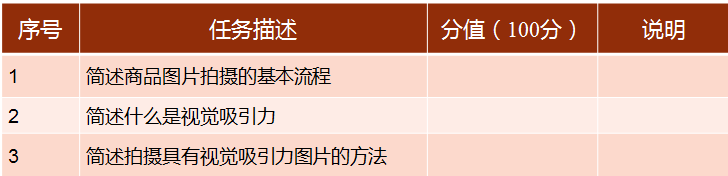 序号 任务描述 分值（100分） 说明
1 简述商品图片拍摄的基本流程
2 简述什么是视觉吸引力
3 简述拍摄具有视觉吸引力图片的方法